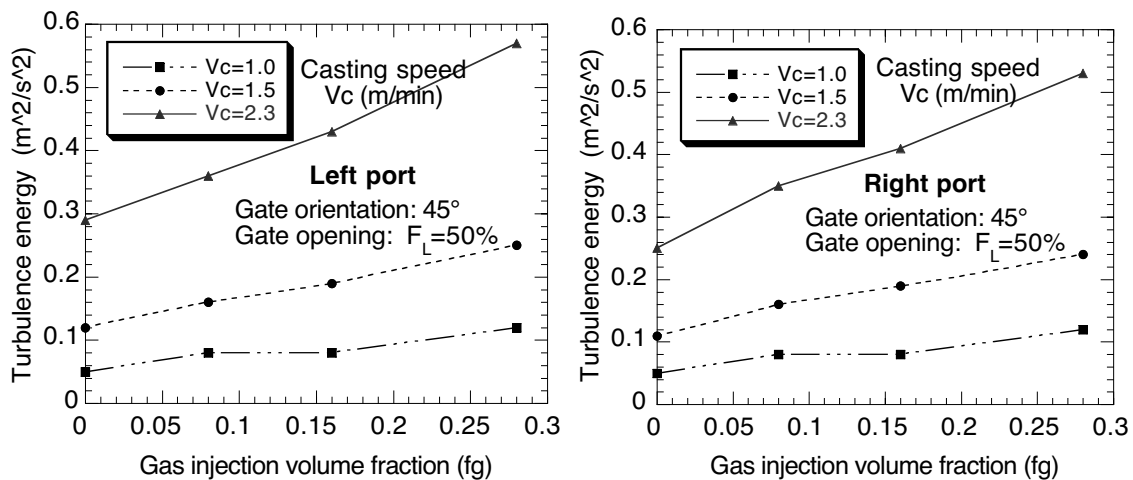 0.6
0.5
0.4
0.3
0.2
0.1
0
Turbulence energy (m^2/s^2)
Vc=1.0
Vc=1.5
Vc=2.3
Casting speed
Vc (m/min)
Left port
Gate orientation: 45°
Gate opening: F_L=50%
0 0.05 0.1 0.15 0.2 0.25 0.3
Gas injection volume fraction (fg)
0.6
0.5
0.4
0.3
0.2
0.1
0
Turbulence energy (m^2/s^2)
Vc=1.0
Vc=1.5
Vc=2.3
Casting speed
Vc (m/min)
Right port
Gate orientation: 45°
Gate opening: F_L=50%
0 0.05 0.1 0.15 0.2 0.25 0.3
Gas injection volume fraction (fg)